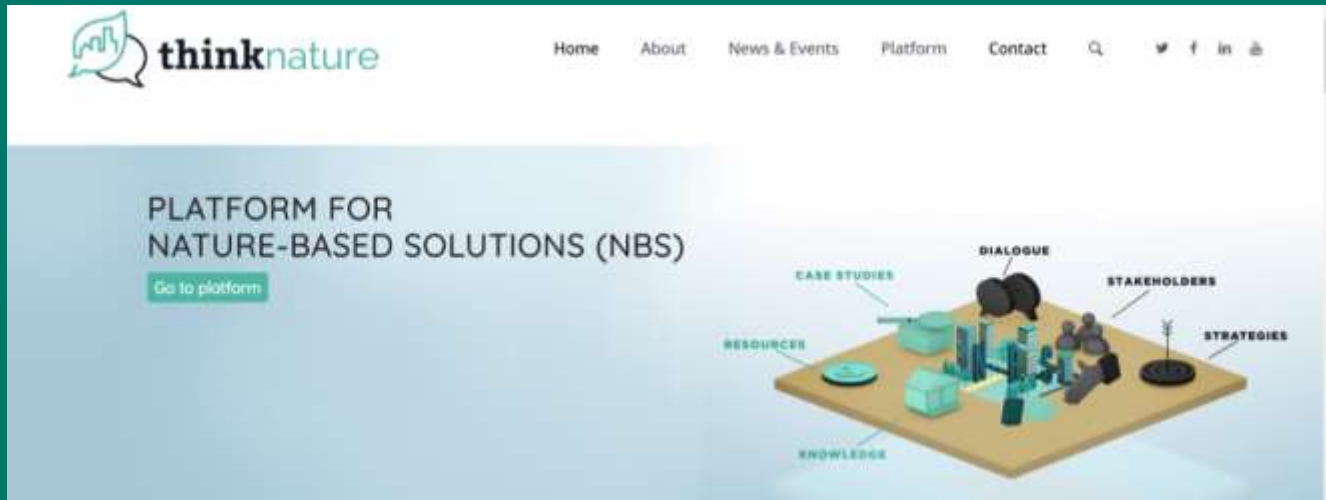 thinknature
Home About News & Events Platform Contact
PLATFORM FOR
NATURE-BASED SOLUTIONS (NBS)
Go to platform
DIALOGUE
CASE STUDIES
STAKEHOLDERS
STRATEGIES
RESOURCES
KNOWLEDGE